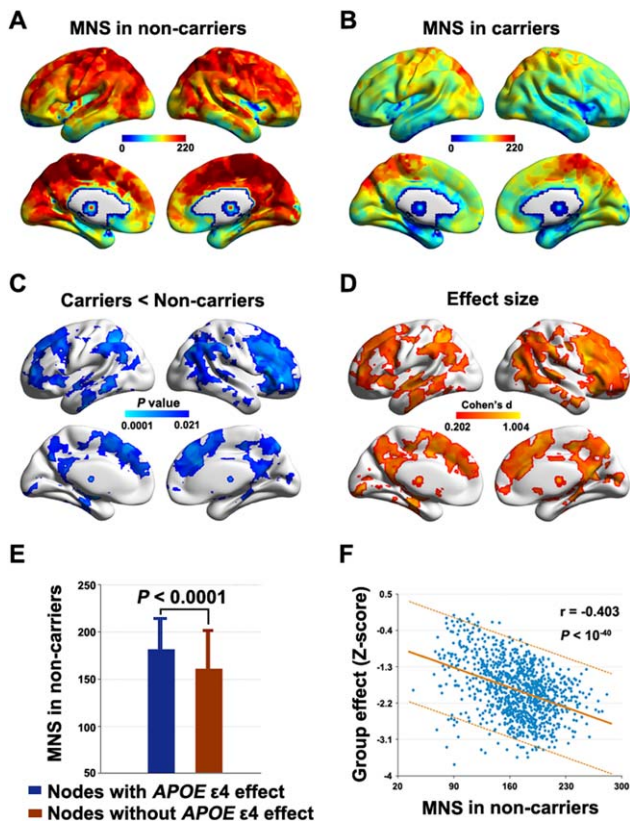 A MNS in non-carriers
B MNS in carriers
0 220
0 220
C Carriers < Non-carriers
D Effect size
P value
0.0001 0.021
Cohen's d
0.202 1.004
E
P < 0.0001
MNS in non-carriers
250
200
150
100
50
Nodes with APOE ε4 effect
Nodes without APOE ε4 effect
F
r = -0.403
P < 10⁻⁴⁰
Group effect (Z-score)
0.5
-0.4
-1.3
-2.2
-3.1
-4
20 90 160 230 300
MNS in non-carriers